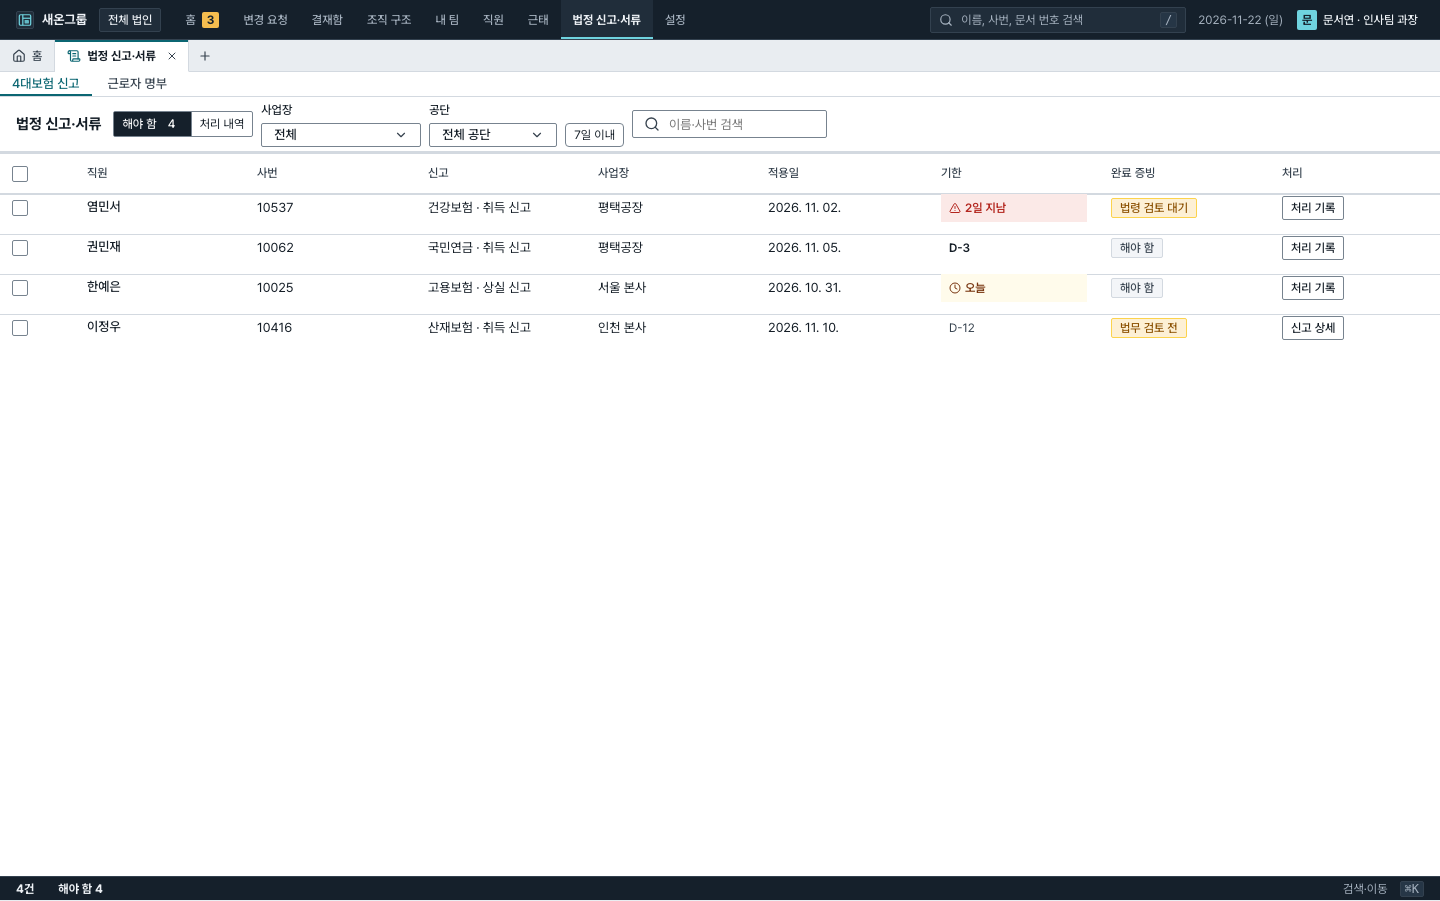 새온그룹 전체 법인 홈 3 변경 요청 결재함 조직 구조 내 팀 직원 근태 법정 신고·서류 설정 이름, 사번, 문서 번호 검색 / 2026-11-22 (일) 문 문서연 · 인사팀 과장
홈 법정 신고·서류
4대보험 신고 근로자 명부
법정 신고·서류 해야 함 4 처리 내역 사업장 전체 공단 전체 공단 7일 이내 이름·사번 검색
직원 사번 신고 사업장 적용일 기한 완료 증빙 처리
염민서 10537 건강보험 · 취득 신고 평택공장 2026. 11. 02. 2일 지남 법령 검토 대기 처리 기록
권민재 10062 국민연금 · 취득 신고 평택공장 2026. 11. 05. D-3 해야 함 처리 기록
한예은 10025 고용보험 · 상실 신고 서울 본사 2026. 10. 31. 오늘 해야 함 처리 기록
이정우 10416 산재보험 · 취득 신고 인천 본사 2026. 11. 10. D-12 법무 검토 전 신고 상세
4건 해야 함 4 검색·이동 ⌘K